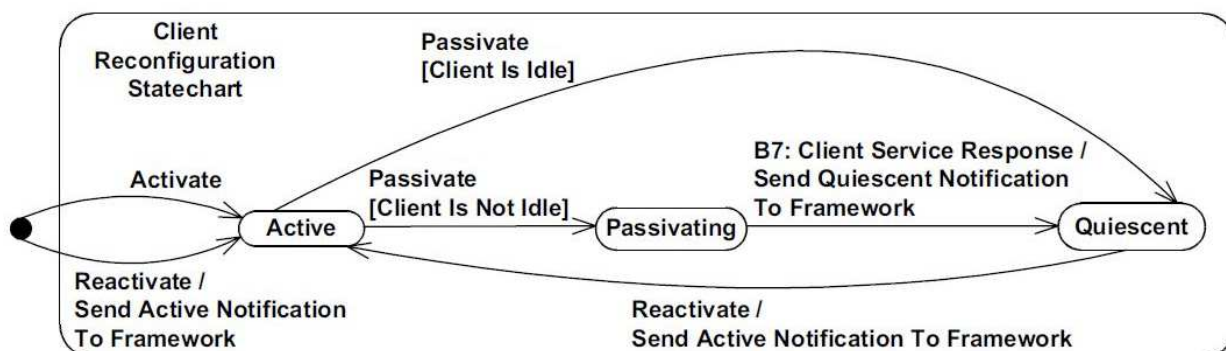 Client
Reconfiguration
Statechart
Passivate
[Client Is Idle]
Activate
Passivate
[Client Is Not Idle]
B7: Client Service Response /
Send Quiescent Notification
To Framework
Active
Passivating
Quiescent
Reactivate /
Send Active Notification
To Framework
Reactivate /
Send Active Notification To Framework